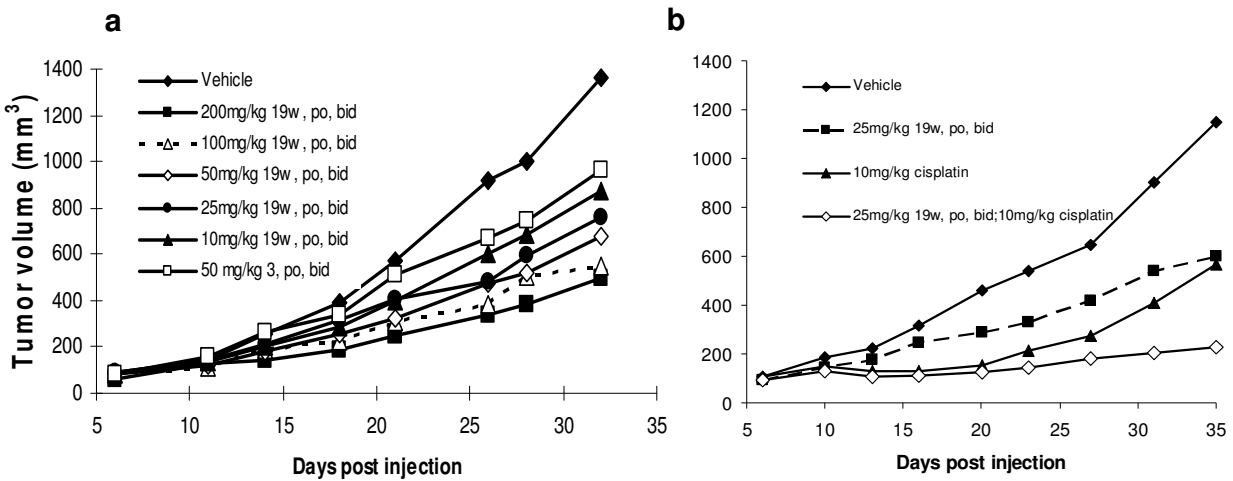 a
Tumor volume (mm3)
1400
1200
1000
800
600
400
200
0
Vehicle
200mg/kg 19w , po, bid
100mg/kg 19w , po, bid
50mg/kg 19w , po, bid
25mg/kg 19w , po, bid
10mg/kg 19w , po, bid
50 mg/kg 3, po, bid
5 10 15 20 25 30 35
Days post injection
b
1400
1200
1000
800
600
400
200
0
Vehicle
25mg/kg 19w, po, bid
10mg/kg cisplatin
25mg/kg 19w, po, bid;10mg/kg cisplatin
5 10 15 20 25 30 35
Days post injection